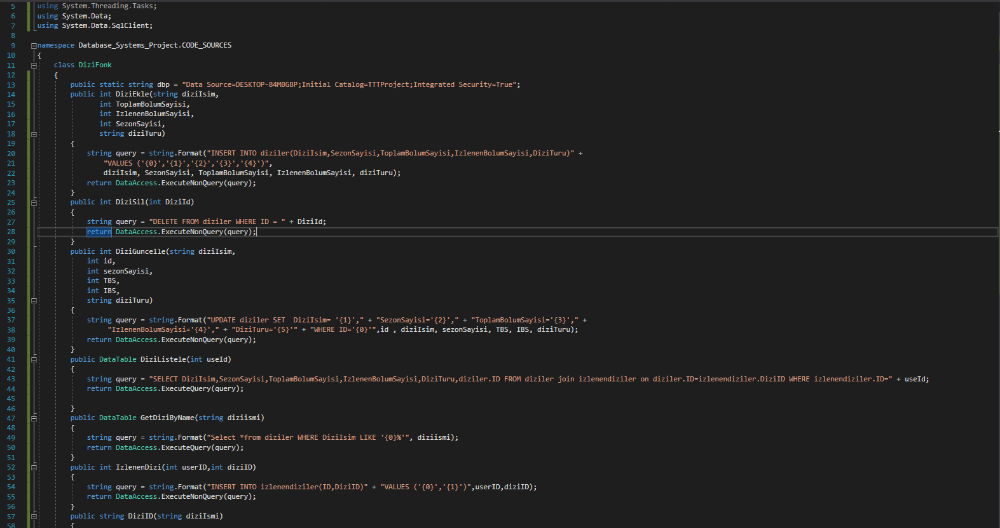 5 using System.Threading.Tasks;
6 using System.Data;
7 using System.Data.SqlClient;
8
9 namespace Database_Systems_Project.CODE_SOURCES
10 {
11 class DiziFonk
12 {
13 public static string dbp = "Data Source=DESKTOP-84MBG8P;Initial Catalog=TTTProject;Integrated Security=True";
14 public int DiziEkle(string diziIsim,
15 int ToplamBolumSayisi,
16 int IzlenenBolumSayisi,
17 int SezonSayisi,
18 string diziTuru)
19 {
20 string query = string.Format("INSERT INTO diziler(DiziIsim,SezonSayisi,ToplamBolumSayisi,IzlenenBolumSayisi,DiziTuru)" +
21 "VALUES ('{0}','{1}','{2}','{3}','{4}')",
22 diziIsim, SezonSayisi, ToplamBolumSayisi, IzlenenBolumSayisi, diziTuru);
23 return DataAccess.ExecuteNonQuery(query);
24 }
25 public int DiziSil(int DiziId)
26 {
27 string query = "DELETE FROM diziler WHERE ID = " + DiziId;
28 return DataAccess.ExecuteNonQuery(query);
29 }
30 public int DiziGuncelle(string diziIsim,
31 int id,
32 int sezonSayisi,
33 int TBS,
34 int IBS,
35 string diziTuru)
36 {
37 string query = string.Format("UPDATE diziler SET  DiziIsim= '{1}'," + "SezonSayisi='{2}'," + "ToplamBolumSayisi='{3}'," +
38 "IzlenenBolumSayisi='{4}'," + "DiziTuru='{5}'" + "WHERE ID='{0}'",id , diziIsim, sezonSayisi, TBS, IBS, diziTuru);
39 return DataAccess.ExecuteNonQuery(query);
40 }
41 public DataTable DiziListele(int useId)
42 {
43 string query = "SELECT DiziIsim,SezonSayisi,ToplamBolumSayisi,IzlenenBolumSayisi,DiziTuru,diziler.ID FROM diziler join izlenendiziler on diziler.ID=izlenendiziler.DiziID WHERE izlenendiziler.ID=" + useId;
44 return DataAccess.ExecuteQuery(query);
45
46 }
47 public DataTable GetDiziByName(string diziismi)
48 {
49 string query = string.Format("Select *from diziler WHERE DiziIsim LIKE '{0}%'", diziismi);
50 return DataAccess.ExecuteQuery(query);
51 }
52 public int IzlenenDizi(int userID,int diziID)
53 {
54 string query = string.Format("INSERT INTO izlenendiziler(ID,DiziID)" + "VALUES ('{0}','{1}')",userID,diziID);
55 return DataAccess.ExecuteNonQuery(query);
56 }
57 public string DiziID(string diziIsmi)
58 {